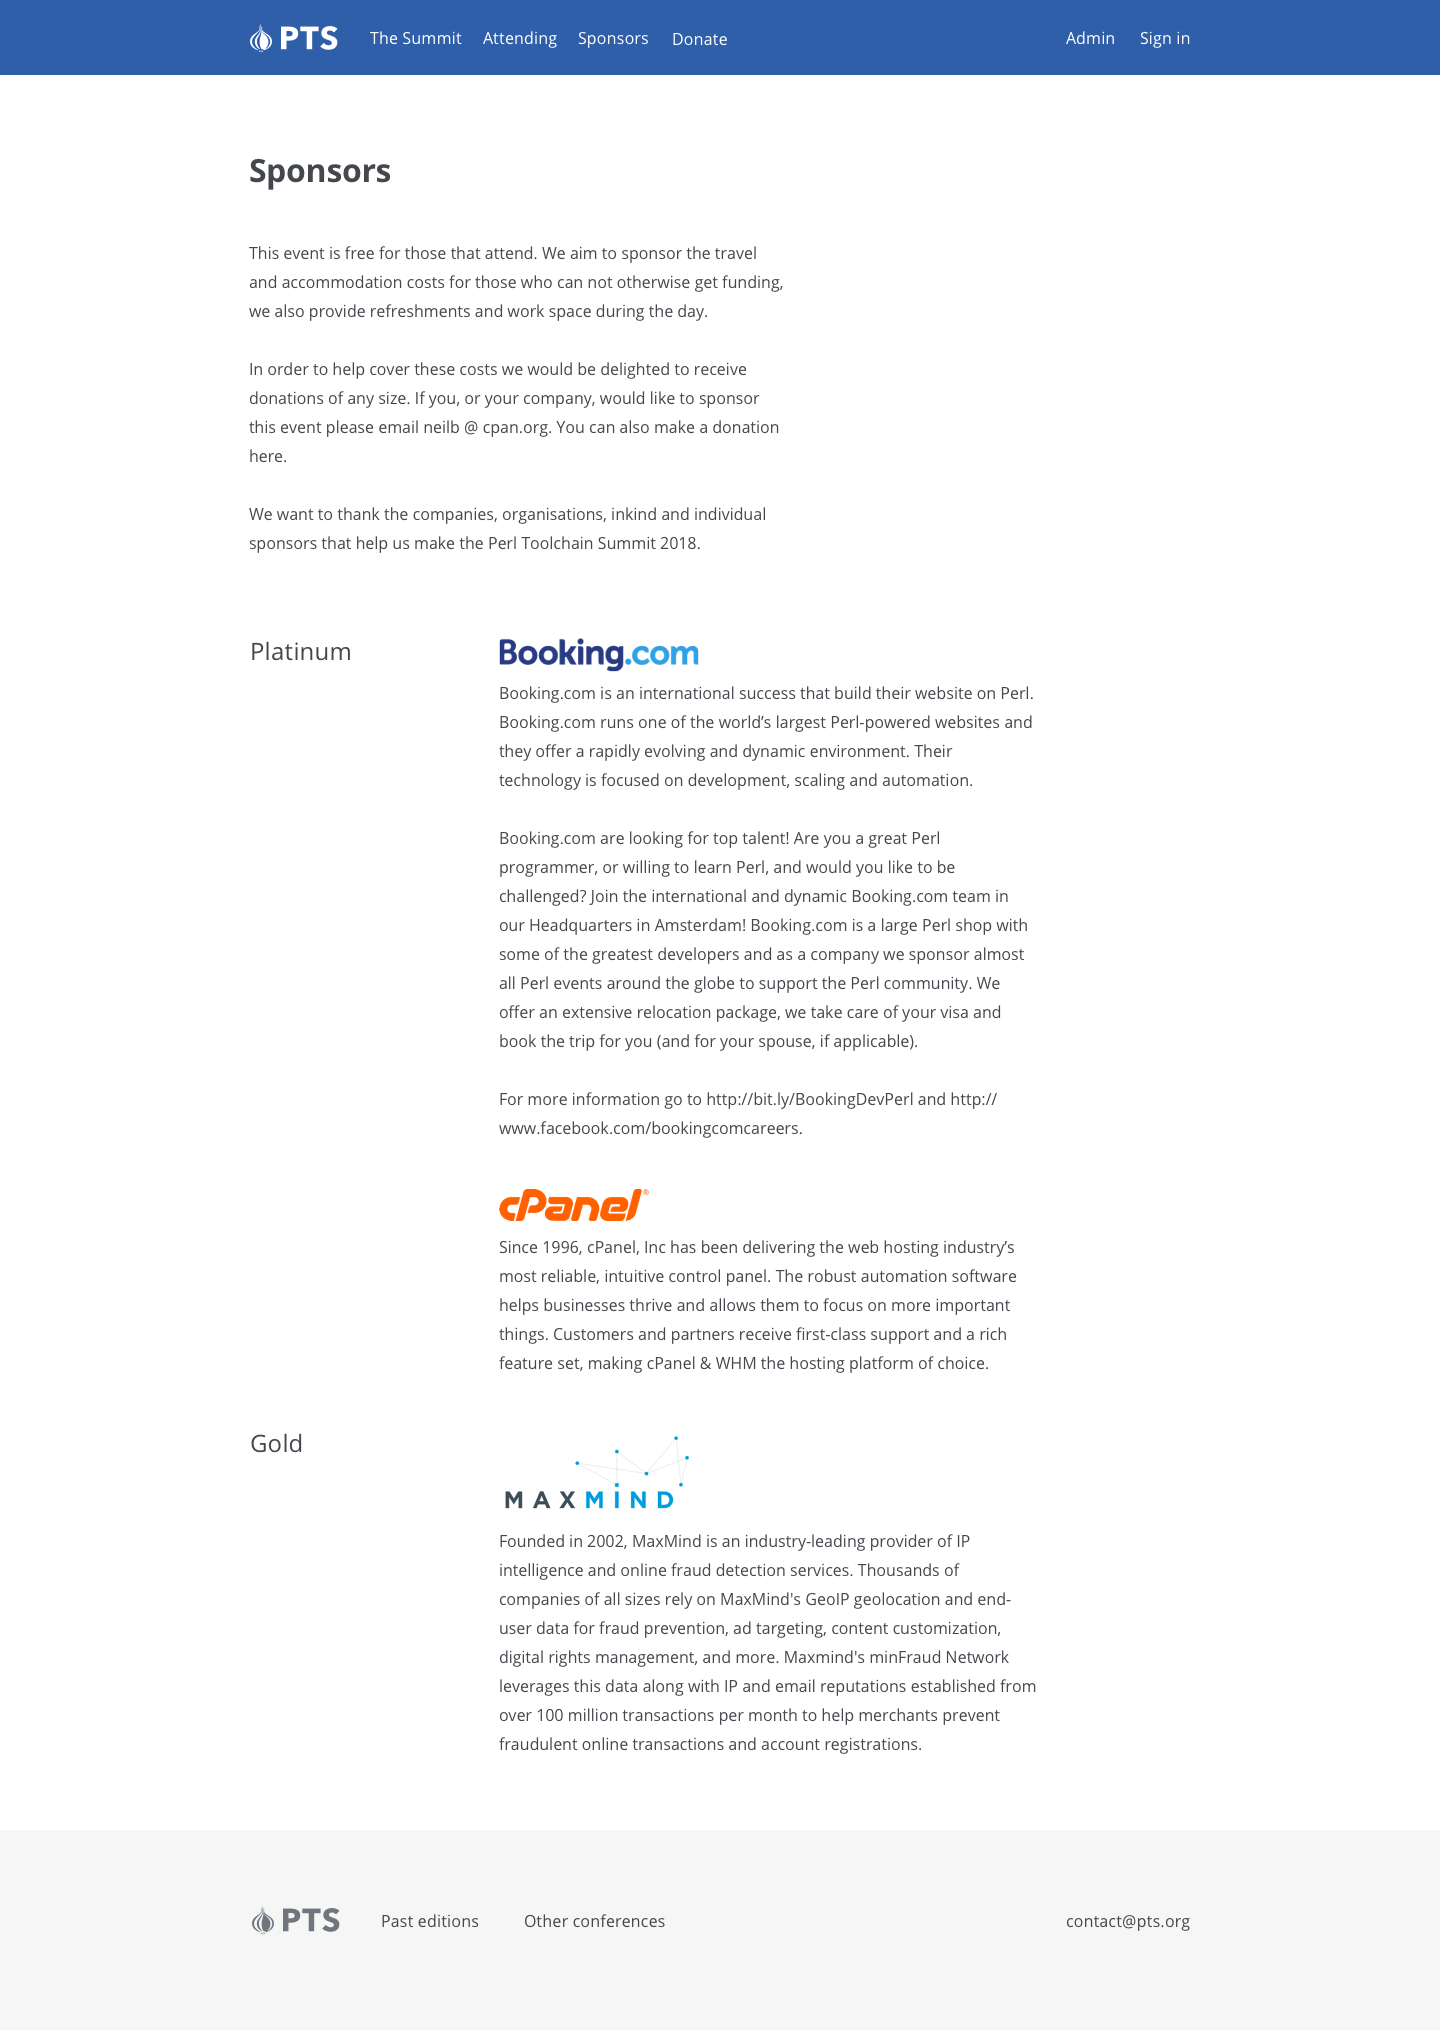 PTS The Summit Attending Sponsors Donate Admin Sign in
Sponsors
This event is free for those that attend. We aim to sponsor the travel
and accommodation costs for those who can not otherwise get funding,
we also provide refreshments and work space during the day.
In order to help cover these costs we would be delighted to receive
donations of any size. If you, or your company, would like to sponsor
this event please email neilb @ cpan.org. You can also make a donation
here.
We want to thank the companies, organisations, inkind and individual
sponsors that help us make the Perl Toolchain Summit 2018.
Platinum
Booking.com
Booking.com is an international success that build their website on Perl.
Booking.com runs one of the world’s largest Perl-powered websites and
they offer a rapidly evolving and dynamic environment. Their
technology is focused on development, scaling and automation.
Booking.com are looking for top talent! Are you a great Perl
programmer, or willing to learn Perl, and would you like to be
challenged? Join the international and dynamic Booking.com team in
our Headquarters in Amsterdam! Booking.com is a large Perl shop with
some of the greatest developers and as a company we sponsor almost
all Perl events around the globe to support the Perl community. We
offer an extensive relocation package, we take care of your visa and
book the trip for you (and for your spouse, if applicable).
For more information go to http://bit.ly/BookingDevPerl and http://
www.facebook.com/bookingcomcareers.
cPanel®
Since 1996, cPanel, Inc has been delivering the web hosting industry’s
most reliable, intuitive control panel. The robust automation software
helps businesses thrive and allows them to focus on more important
things. Customers and partners receive first-class support and a rich
feature set, making cPanel & WHM the hosting platform of choice.
Gold
MAXMIND
Founded in 2002, MaxMind is an industry-leading provider of IP
intelligence and online fraud detection services. Thousands of
companies of all sizes rely on MaxMind's GeoIP geolocation and end-
user data for fraud prevention, ad targeting, content customization,
digital rights management, and more. Maxmind's minFraud Network
leverages this data along with IP and email reputations established from
over 100 million transactions per month to help merchants prevent
fraudulent online transactions and account registrations.
PTS Past editions Other conferences contact@pts.org